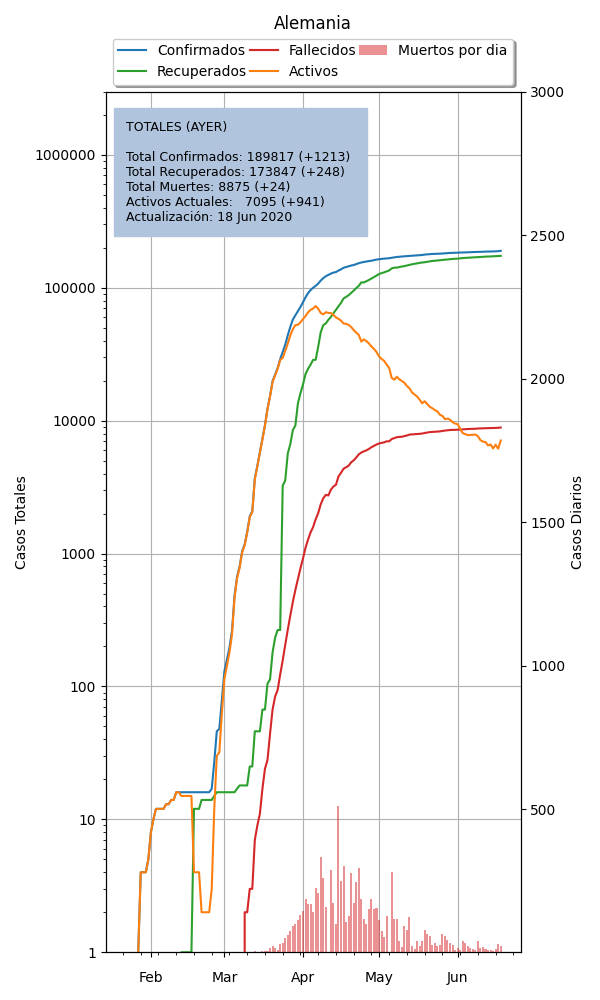 Alemania
Confirmados
Recuperados
Fallecidos
Activos
Muertos por dia
TOTALES (AYER)
Total Confirmados: 189817 (+1213)
Total Recuperados: 173847 (+248)
Total Muertes: 8875 (+24)
Activos Actuales: 7095 (+941)
Actualización: 18 Jun 2020
Casos Totales
1000000
100000
10000
1000
100
10
1
Casos Diarios
3000
2500
2000
1500
1000
500
Feb
Mar
Apr
May
Jun